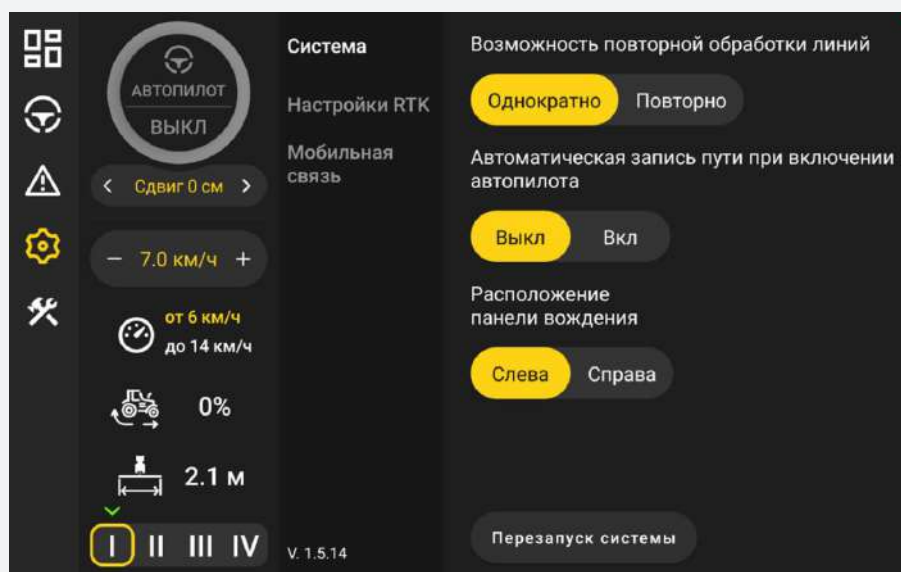 АВТОПИЛОТ
ВЫКЛ
Сдвиг 0 см
− 7.0 км/ч +
от 6 км/ч
до 14 км/ч
0%
2.1 м
I II III IV
Система
Настройки RTK
Мобильная
связь
V. 1.5.14
Возможность повторной обработки линий
Однократно Повторно
Автоматическая запись пути при включении
автопилота
Выкл Вкл
Расположение
панели вождения
Слева Справа
Перезапуск системы